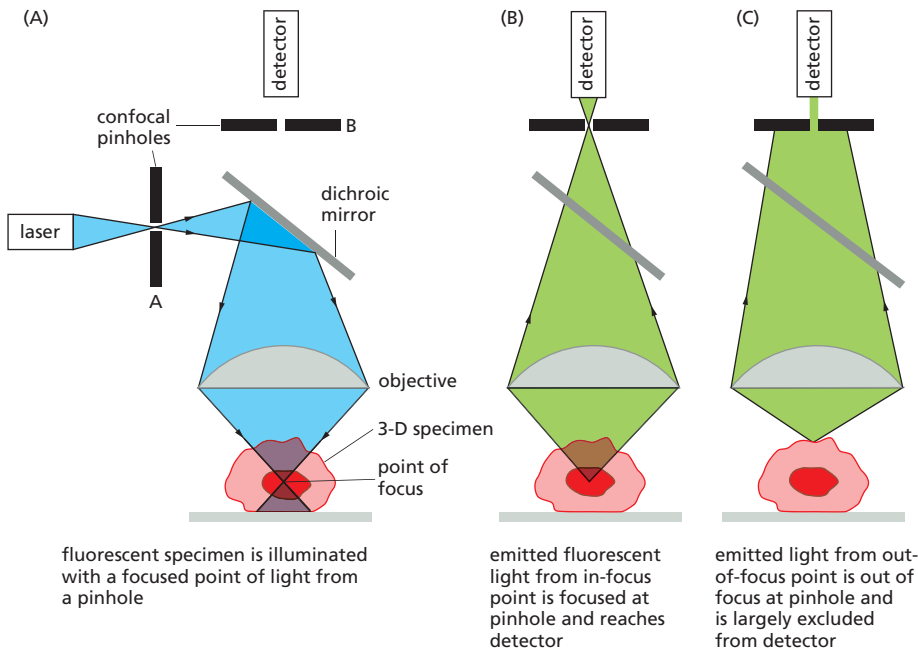 (A)
detector
confocal
pinholes
B
dichroic
mirror
laser
A
objective
3-D specimen
point of
focus
fluorescent specimen is illuminated
with a focused point of light from
a pinhole
(B)
detector
emitted fluorescent
light from in-focus
point is focused at
pinhole and reaches
detector
(C)
detector
emitted light from out-
of-focus point is out of
focus at pinhole and
is largely excluded
from detector